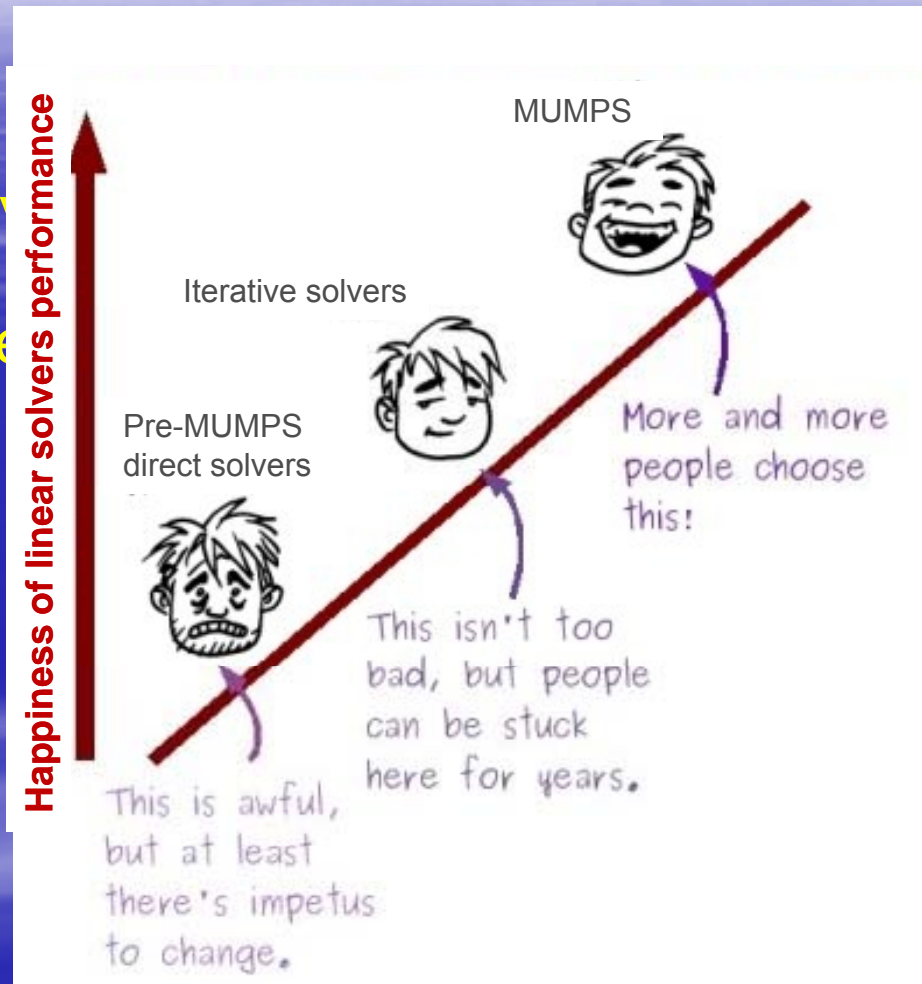 MUMPS
Happiness of linear solvers performance
Iterative solvers
Pre-MUMPS
direct solvers
More and more
people choose
this!
This isn't too
bad, but people
can be stuck
here for years.
This is awful,
but at least
there's impetus
to change.